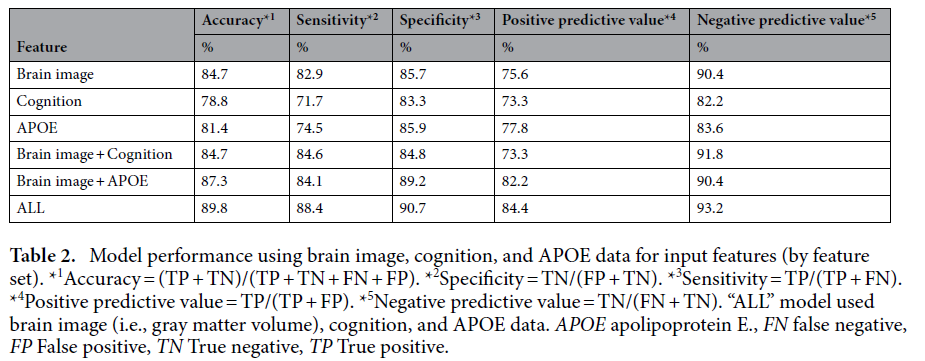 Accuracy*1 Sensitivity*2 Specificity*3 Positive predictive value*4 Negative predictive value*5
Feature % % % % %
Brain image 84.7 82.9 85.7 75.6 90.4
Cognition 78.8 71.7 83.3 73.3 82.2
APOE 81.4 74.5 85.9 77.8 83.6
Brain image + Cognition 84.7 84.6 84.8 73.3 91.8
Brain image + APOE 87.3 84.1 89.2 82.2 90.4
ALL 89.8 88.4 90.7 84.4 93.2
Table 2. Model performance using brain image, cognition, and APOE data for input features (by feature
set). *1Accuracy = (TP + TN)/(TP + TN + FN + FP). *2Specificity = TN/(FP + TN). *3Sensitivity = TP/(TP + FN).
*4Positive predictive value = TP/(TP + FP). *5Negative predictive value = TN/(FN + TN). “ALL” model used
brain image (i.e., gray matter volume), cognition, and APOE data. APOE apolipoprotein E., FN false negative,
FP False positive, TN True negative, TP True positive.